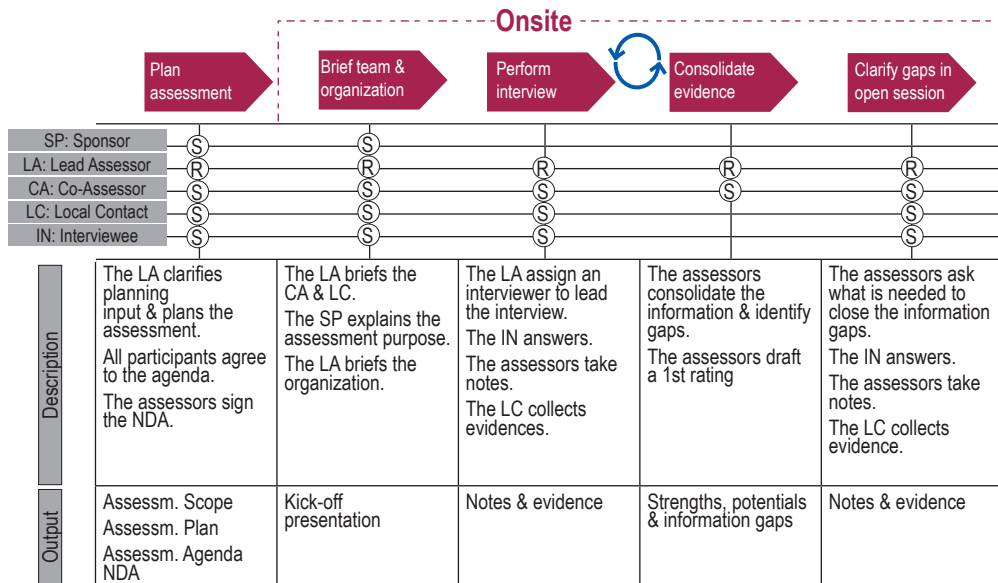 Onsite
Plan
assessment
Brief team &
organization
Perform
interview
Consolidate
evidence
Clarify gaps in
open session
SP: Sponsor
S
S
LA: Lead Assessor
R
R
R
R
R
CA: Co-Assessor
S
S
S
S
S
LC: Local Contact
S
S
S
S
IN: Interviewee
S
S
S
S
Description
The LA clarifies
planning
input & plans the
assessment.
All participants agree
to the agenda.
The assessors sign
the NDA.
The LA briefs the
CA & LC.
The SP explains the
assessment purpose.
The LA briefs the
organization.
The LA assign an
interviewer to lead
the interview.
The IN answers.
The assessors take
notes.
The LC collects
evidences.
The assessors
consolidate the
information & identify
gaps.
The assessors draft
a 1st rating
The assessors ask
what is needed to
close the information
gaps.
The IN answers.
The assessors take
notes.
The LC collects
evidence.
Output
Assessm. Scope
Assessm. Plan
Assessm. Agenda
NDA
Kick-off
presentation
Notes & evidence
Strengths, potentials
& information gaps
Notes & evidence